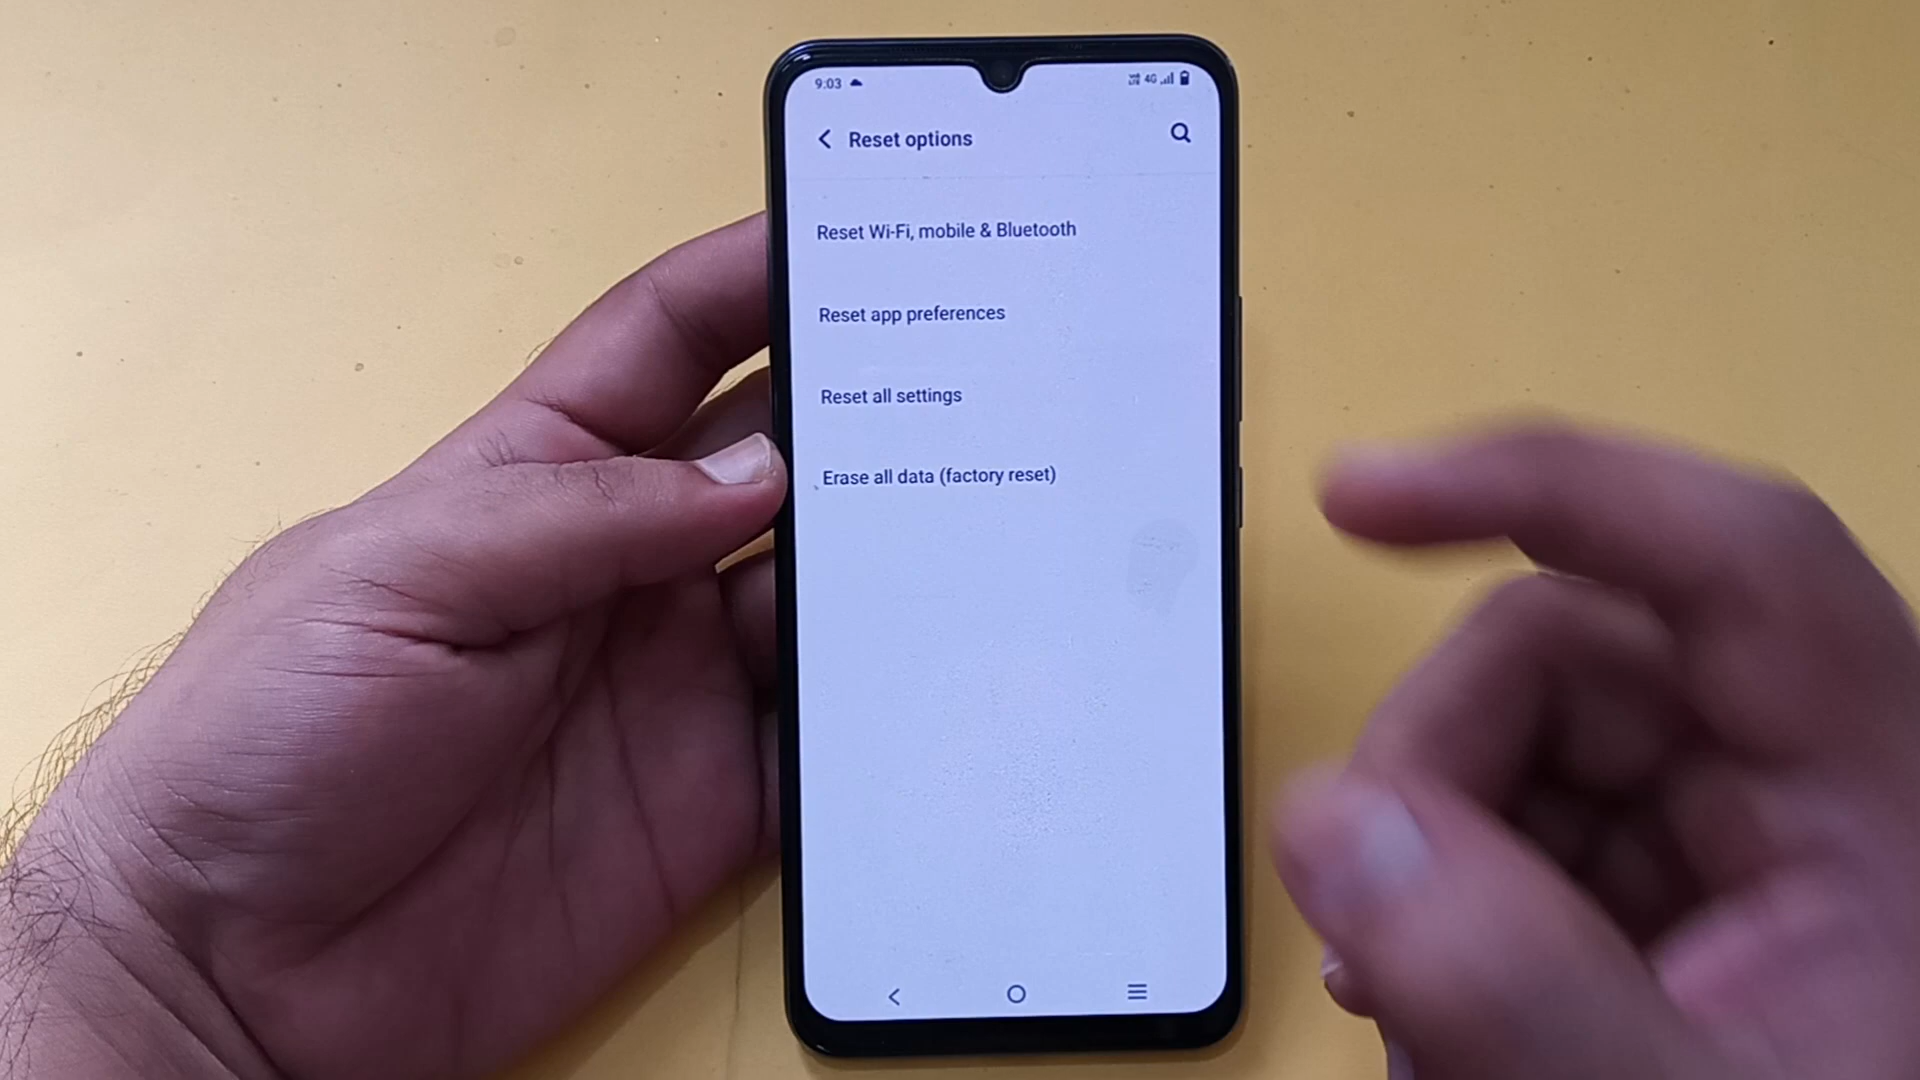 9:03
4G
Reset options
Reset Wi-Fi, mobile & Bluetooth
Reset app preferences
Reset all settings
Erase all data (factory reset)